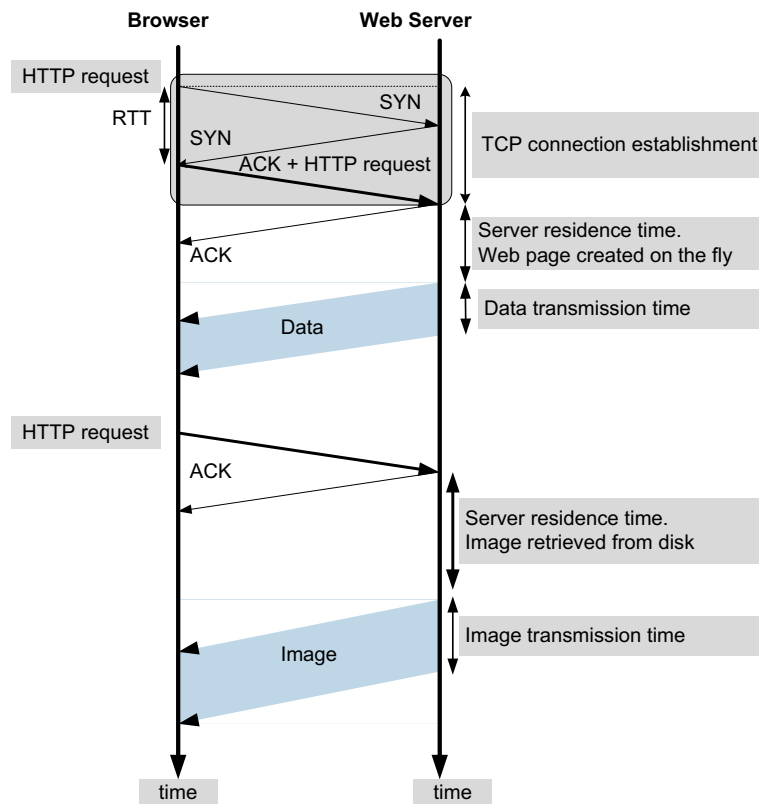 Browser
Web Server
HTTP request
SYN
RTT
SYN
TCP connection establishment
ACK + HTTP request
Server residence time.
Web page created on the fly
ACK
Data transmission time
Data
HTTP request
ACK
Server residence time.
Image retrieved from disk
Image transmission time
Image
time
time